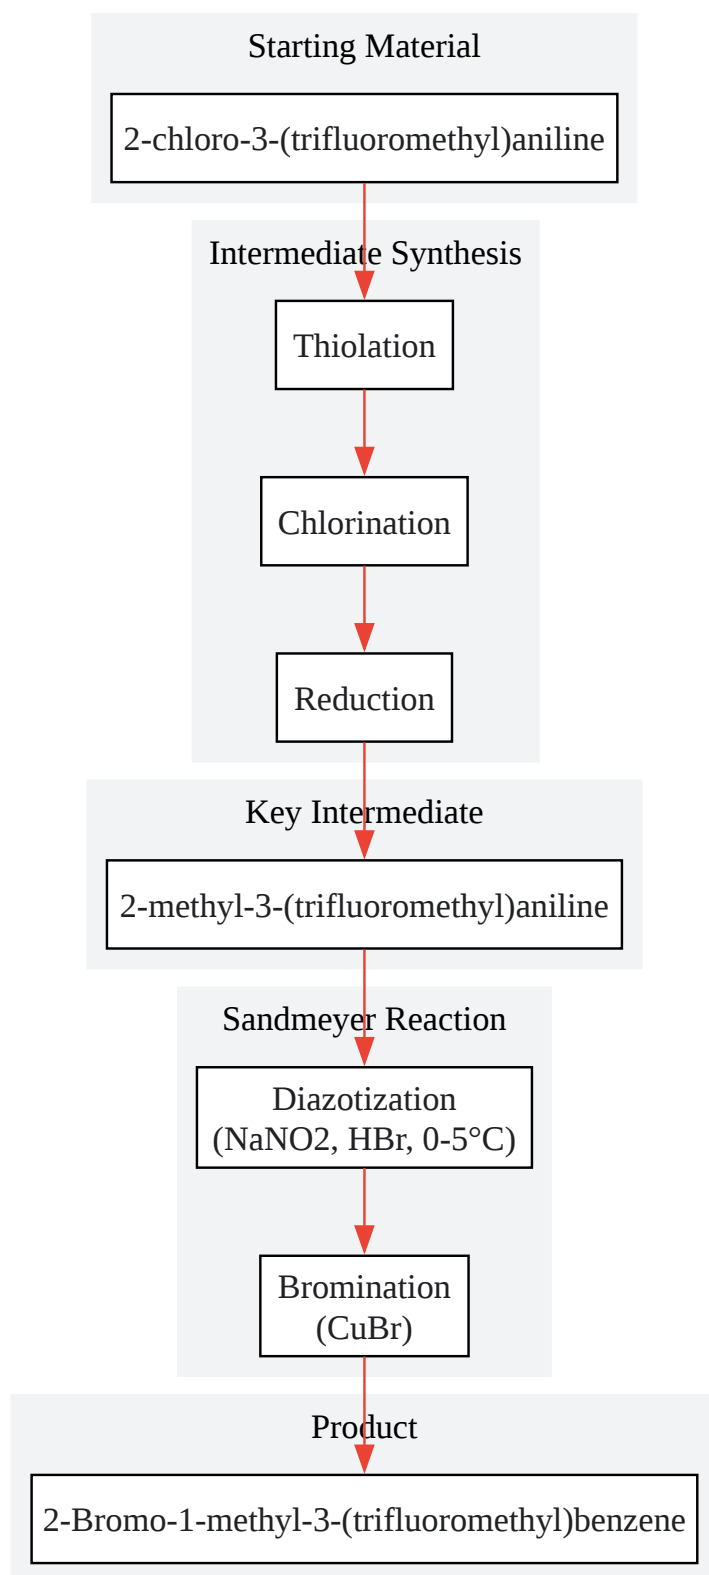 Starting Material
2-chloro-3-(trifluoromethyl)aniline
Intermediate Synthesis
Thiolation
Chlorination
Reduction
Key Intermediate
2-methyl-3-(trifluoromethyl)aniline
Sandmeyer Reaction
Diazotization
(NaNO2, HBr, 0-5°C)
Bromination
(CuBr)
Product
2-Bromo-1-methyl-3-(trifluoromethyl)benzene